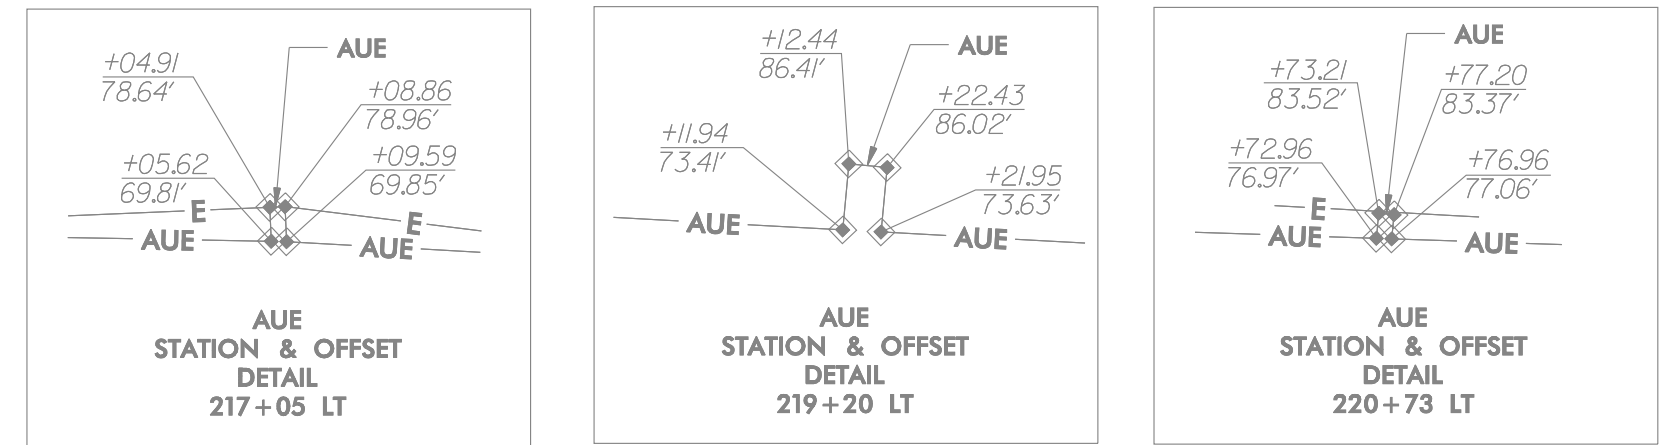 AUE
+04.91
78.64'
+08.86
78.96'
+05.62
69.81'
+09.59
69.85'
E
E
AUE
AUE
AUE
STATION & OFFSET
DETAIL
217+05 LT
+12.44
86.41'
AUE
+22.43
86.02'
+11.94
73.41'
+21.95
73.63'
AUE
AUE
AUE
STATION & OFFSET
DETAIL
219+20 LT
AUE
+73.21
83.52'
+77.20
83.37'
+72.96
76.97'
+76.96
77.06'
E
AUE
AUE
AUE
STATION & OFFSET
DETAIL
220+73 LT